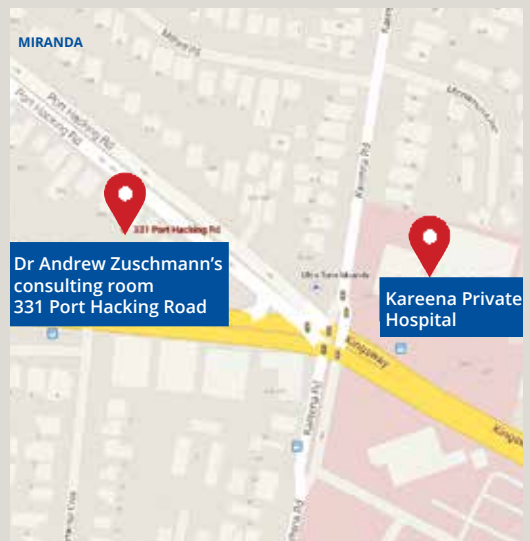 MIRANDA
Port Hacking Rd
Port Hacking Rd
Kareena Rd
331 Port Hacking Rd
Dr Andrew Zuschmann’s
consulting room
331 Port Hacking Road
Kareena Private
Hospital
Kingsway
Kareena Rd